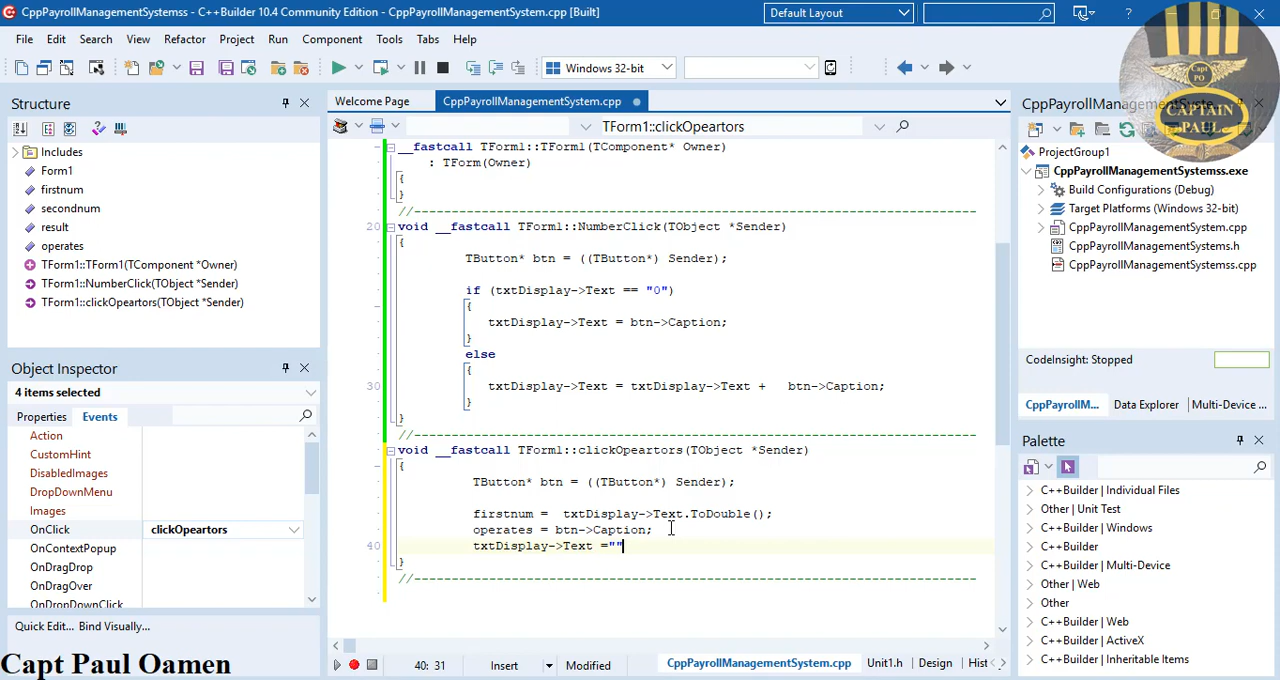 CppPayrollManagementSystemss - C++Builder 10.4 Community Edition - CppPayrollManagementSystem.cpp [Built]
Default Layout
File Edit Search View Refactor Project Run Component Tools Tabs Help
Windows 32-bit
Capt
PO
CAPTAIN
PAUL
Structure
Includes
Form1
firstnum
secondnum
result
operates
TForm1::TForm1(TComponent *Owner)
TForm1::NumberClick(TObject *Sender)
TForm1::clickOpeartors(TObject *Sender)
Object Inspector
4 items selected
Properties Events
Action
CustomHint
DisabledImages
DropDownMenu
Images
OnClick clickOpeartors
OnContextPopup
OnDragDrop
OnDragOver
OnDropDownClick
Quick Edit... Bind Visually...
Capt Paul Oamen
Welcome Page CppPayrollManagementSystem.cpp
TForm1::clickOpeartors
__fastcall TForm1::TForm1(TComponent* Owner)
: TForm(Owner)
{
}
//---------------------------------------------------------------------------
20 void __fastcall TForm1::NumberClick(TObject *Sender)
{
TButton* btn = ((TButton*) Sender);
if (txtDisplay->Text == "0")
{
txtDisplay->Text = btn->Caption;
}
else
{
30 txtDisplay->Text = txtDisplay->Text + btn->Caption;
}
}
//---------------------------------------------------------------------------
void __fastcall TForm1::clickOpeartors(TObject *Sender)
{
TButton* btn = ((TButton*) Sender);
firstnum = txtDisplay->Text.ToDouble();
operates = btn->Caption;
40 txtDisplay->Text =""
}
//---------------------------------------------------------------------------
40: 31 Insert Modified CppPayrollManagementSystem.cpp Unit1.h Design Hist
CppPayrollManagementSyste
ProjectGroup1
CppPayrollManagementSystemss.exe
Build Configurations (Debug)
Target Platforms (Windows 32-bit)
CppPayrollManagementSystem.cpp
CppPayrollManagementSystems.h
CppPayrollManagementSystemss.cpp
CodeInsight: Stopped
CppPayrollM... Data Explorer Multi-Device ...
Palette
C++Builder | Individual Files
Other | Unit Test
C++Builder | Windows
C++Builder
C++Builder | Multi-Device
Other | Web
Other
C++Builder | Web
C++Builder | ActiveX
C++Builder | Inheritable Items